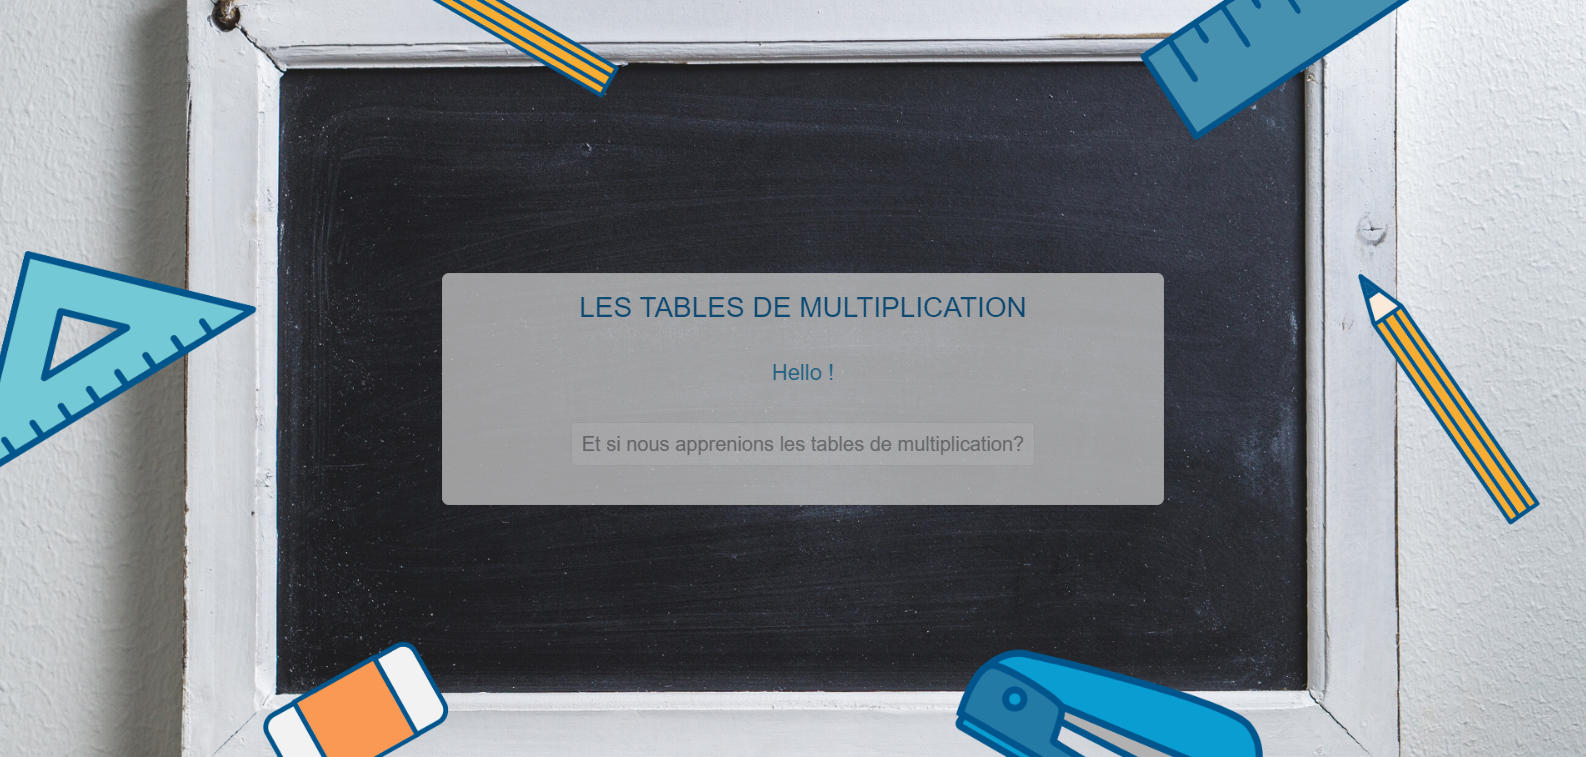 LES TABLES DE MULTIPLICATION
Hello !
Et si nous apprenions les tables de multiplication?